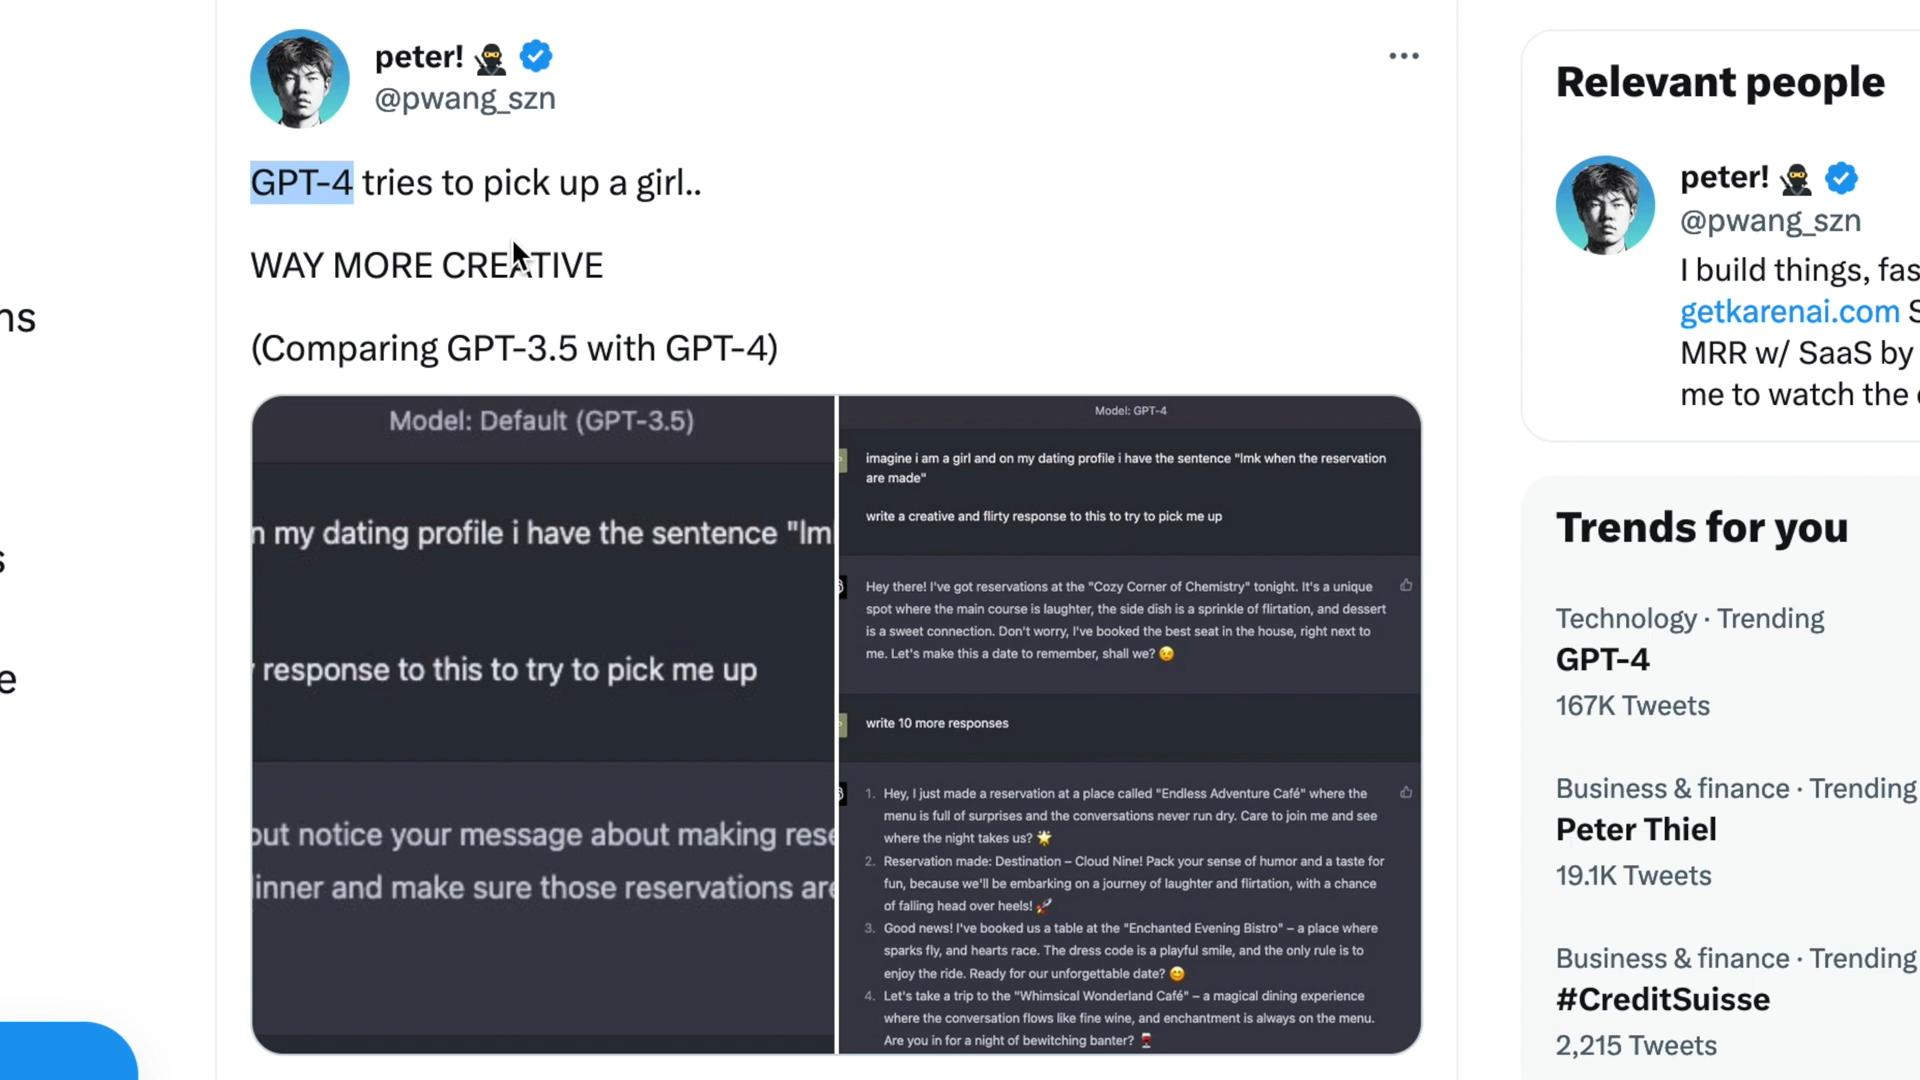 peter!
@pwang_szn
GPT-4 tries to pick up a girl..
WAY MORE CREATIVE
(Comparing GPT-3.5 with GPT-4)
Model: Default (GPT-3.5)
my dating profile i have the sentence "lm
response to this to try to pick me up
out notice your message about making rese
inner and make sure those reservations are
Model: GPT-4
imagine i am a girl and on my dating profile i have the sentence "lmk when the reservation
are made"
write a creative and flirty response to this to try to pick me up
Hey there! I've got reservations at the "Cozy Corner of Chemistry" tonight. It's a unique
spot where the main course is laughter, the side dish is a sprinkle of flirtation, and dessert
is a sweet connection. Don't worry, I've booked the best seat in the house, right next to
me. Let's make this a date to remember, shall we? 😉
write 10 more responses
1. Hey, I just made a reservation at a place called "Endless Adventure Café" where the
menu is full of surprises and the conversations never run dry. Care to join me and see
where the night takes us? 🌟
2. Reservation made: Destination – Cloud Nine! Pack your sense of humor and a taste for
fun, because we'll be embarking on a journey of laughter and flirtation, with a chance
of falling head over heels! 🚀
3. Good news! I've booked us a table at the "Enchanted Evening Bistro" – a place where
sparks fly, and hearts race. The dress code is a playful smile, and the only rule is to
enjoy the ride. Ready for our unforgettable date? 😊
4. Let's take a trip to the "Whimsical Wonderland Café" – a magical dining experience
where the conversation flows like fine wine, and enchantment is always on the menu.
Are you in for a night of bewitching banter? 🍷
Relevant people
peter!
@pwang_szn
I build things, fas
getkarenai.com S
MRR w/ SaaS by
me to watch the
Trends for you
Technology · Trending
GPT-4
167K Tweets
Business & finance · Trending
Peter Thiel
19.1K Tweets
Business & finance · Trending
#CreditSuisse
2,215 Tweets
ns
s
e